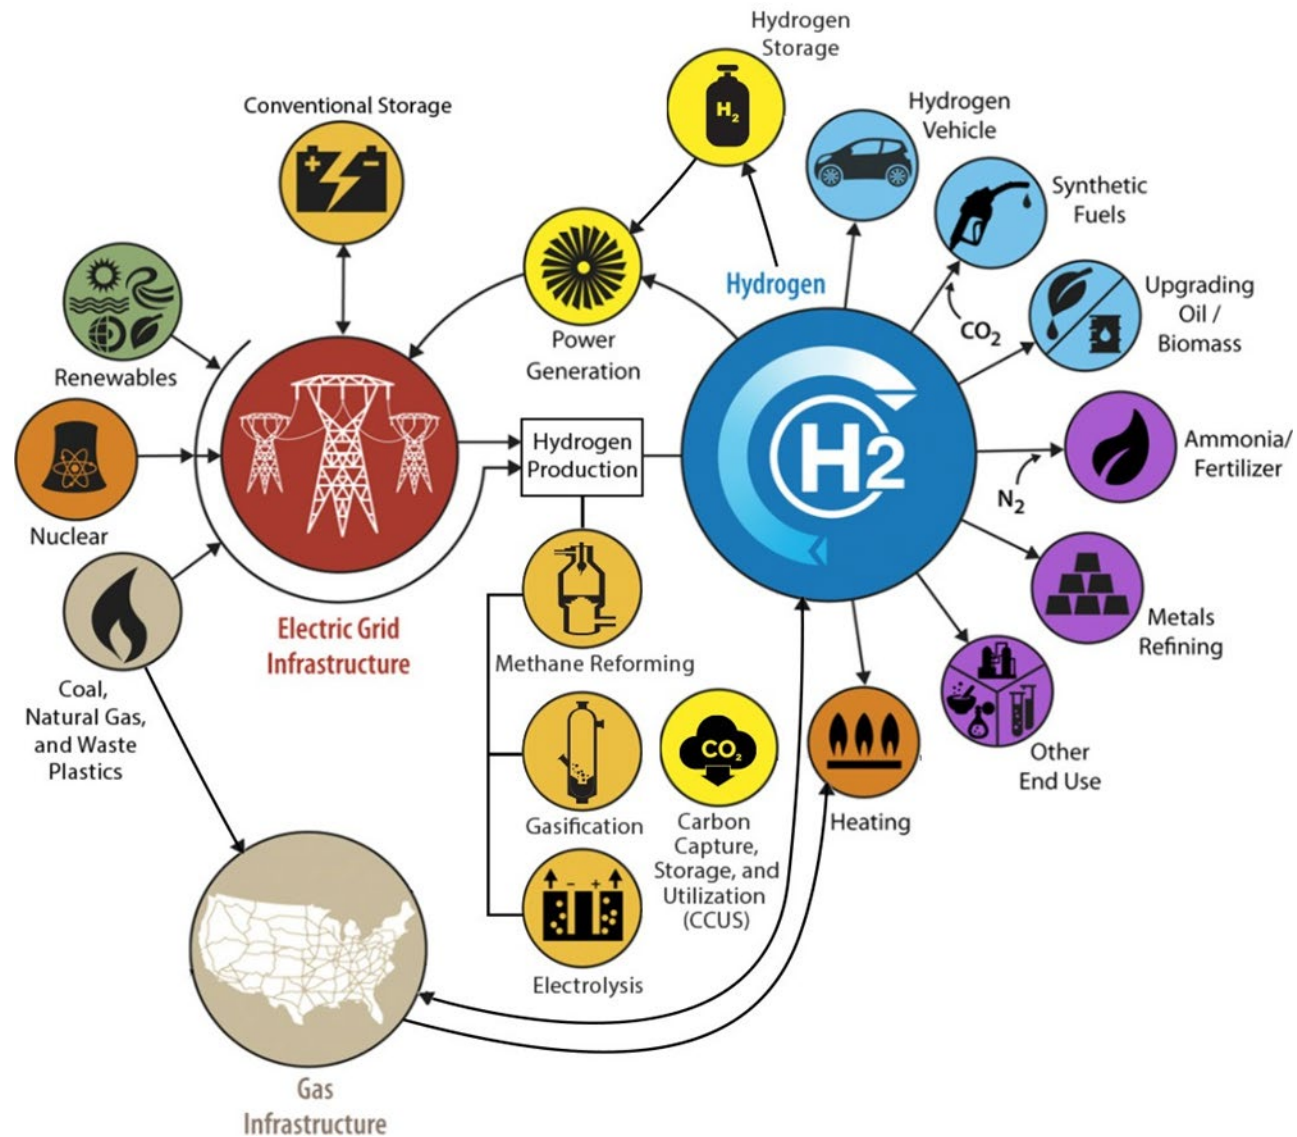 Hydrogen
Storage
H2
Conventional Storage
+ -
Hydrogen
Vehicle
Synthetic
Fuels
Upgrading
Oil /
Biomass
CO2
Hydrogen
Power
Generation
Renewables
Nuclear
Hydrogen
Production
H2
N2
Ammonia/
Fertilizer
Metals
Refining
Other
End Use
Electric Grid
Infrastructure
Coal,
Natural Gas,
and Waste
Plastics
Methane Reforming
Gasification
CO2
Carbon
Capture,
Storage, and
Utilization
(CCUS)
Heating
- +
Electrolysis
Gas
Infrastructure